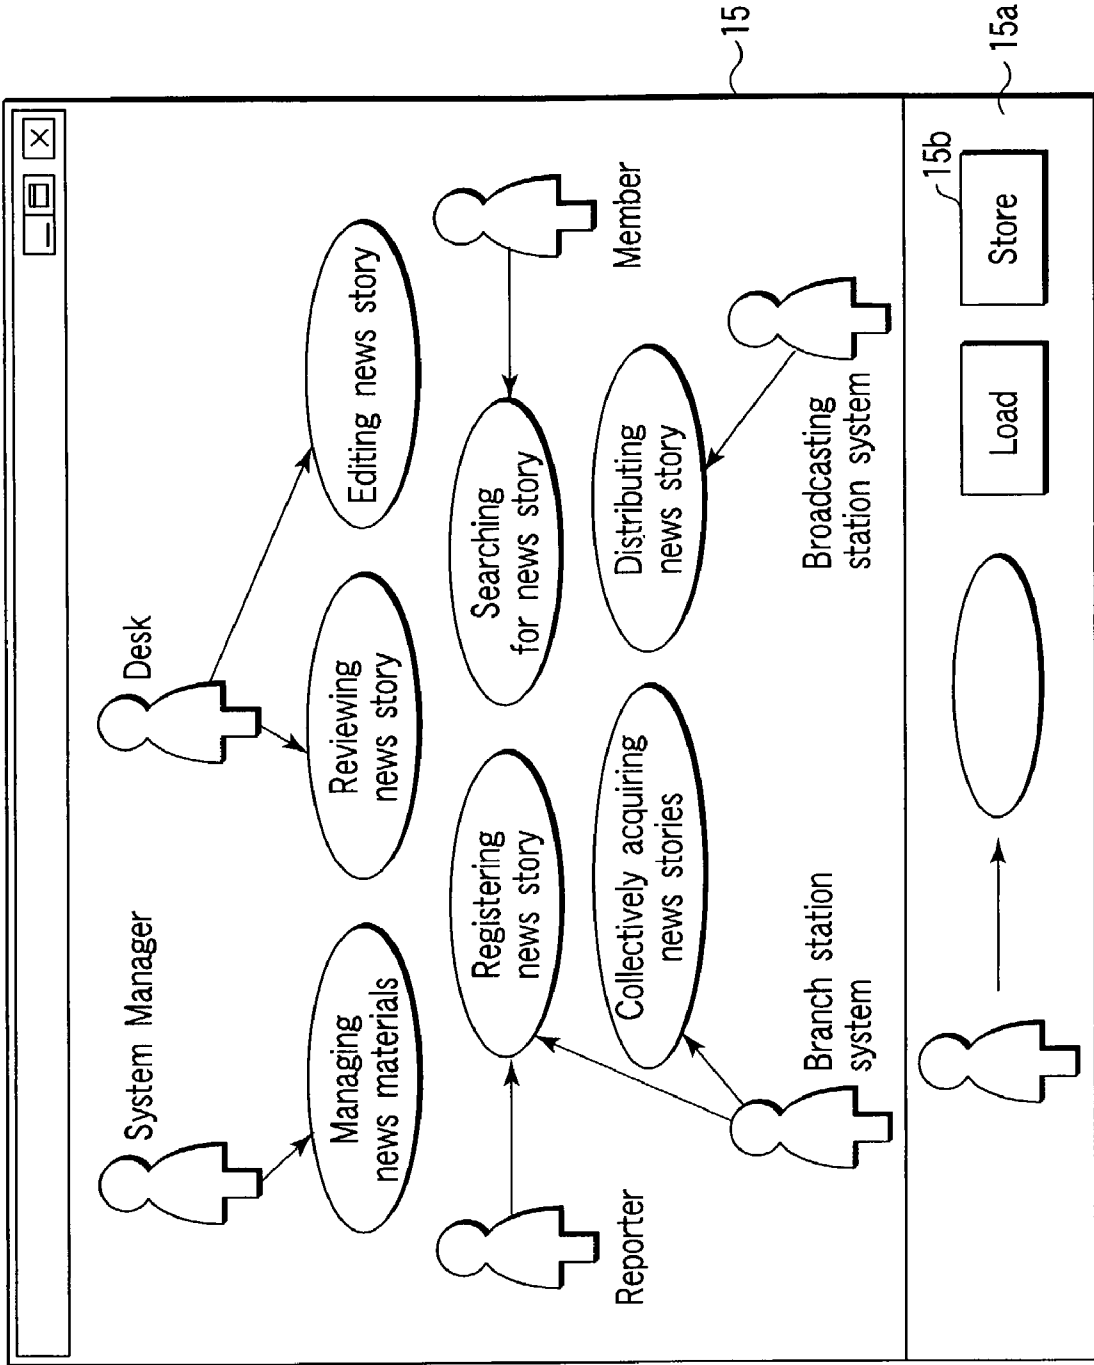 15
System Manager
Desk
Managing
news materials
Reviewing
news story
Editing news story
Registering
news story
Searching
for news story
Reporter
Member
Collectively acquiring
news stories
Distributing
news story
Branch station
system
Broadcasting
station system
15b
15a
Load
Store